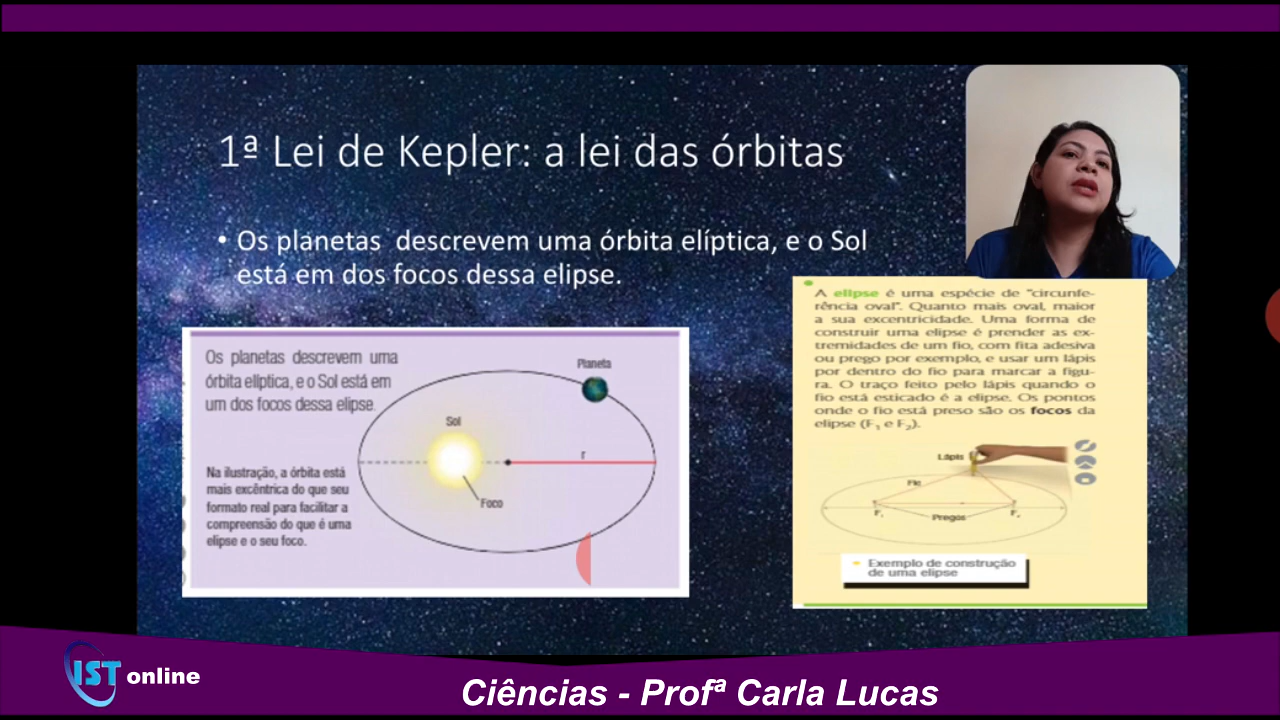 1ª Lei de Kepler: a lei das órbitas
• Os planetas descrevem uma órbita elíptica, e o Sol
está em dos focos dessa elipse.
Os planetas descrevem uma
órbita elíptica, e o Sol está em
um dos focos dessa elipse.
Planeta
Sol
r
Foco
Na ilustração, a órbita está
mais excêntrica do que seu
formato real para facilitar a
compreensão do que é uma
elipse e o seu foco.
A elipse é uma espécie de "circunfe-
rência oval". Quanto mais oval, maior
a sua excentricidade. Uma forma de
construir uma elipse é prender as ex-
tremidades de um fio, com fita adesiva
ou prego por exemplo, e usar um lápis
por dentro do fio para marcar a figu-
ra. O traço feito pelo lápis quando o
fio está esticado é a elipse. Os pontos
onde o fio está preso são os focos da
elipse (F₁ e F₂).
Lápis
Fio
F₁
Pregos
F₂
Exemplo de construção
de uma elipse
IST online
Ciências - Profª Carla Lucas